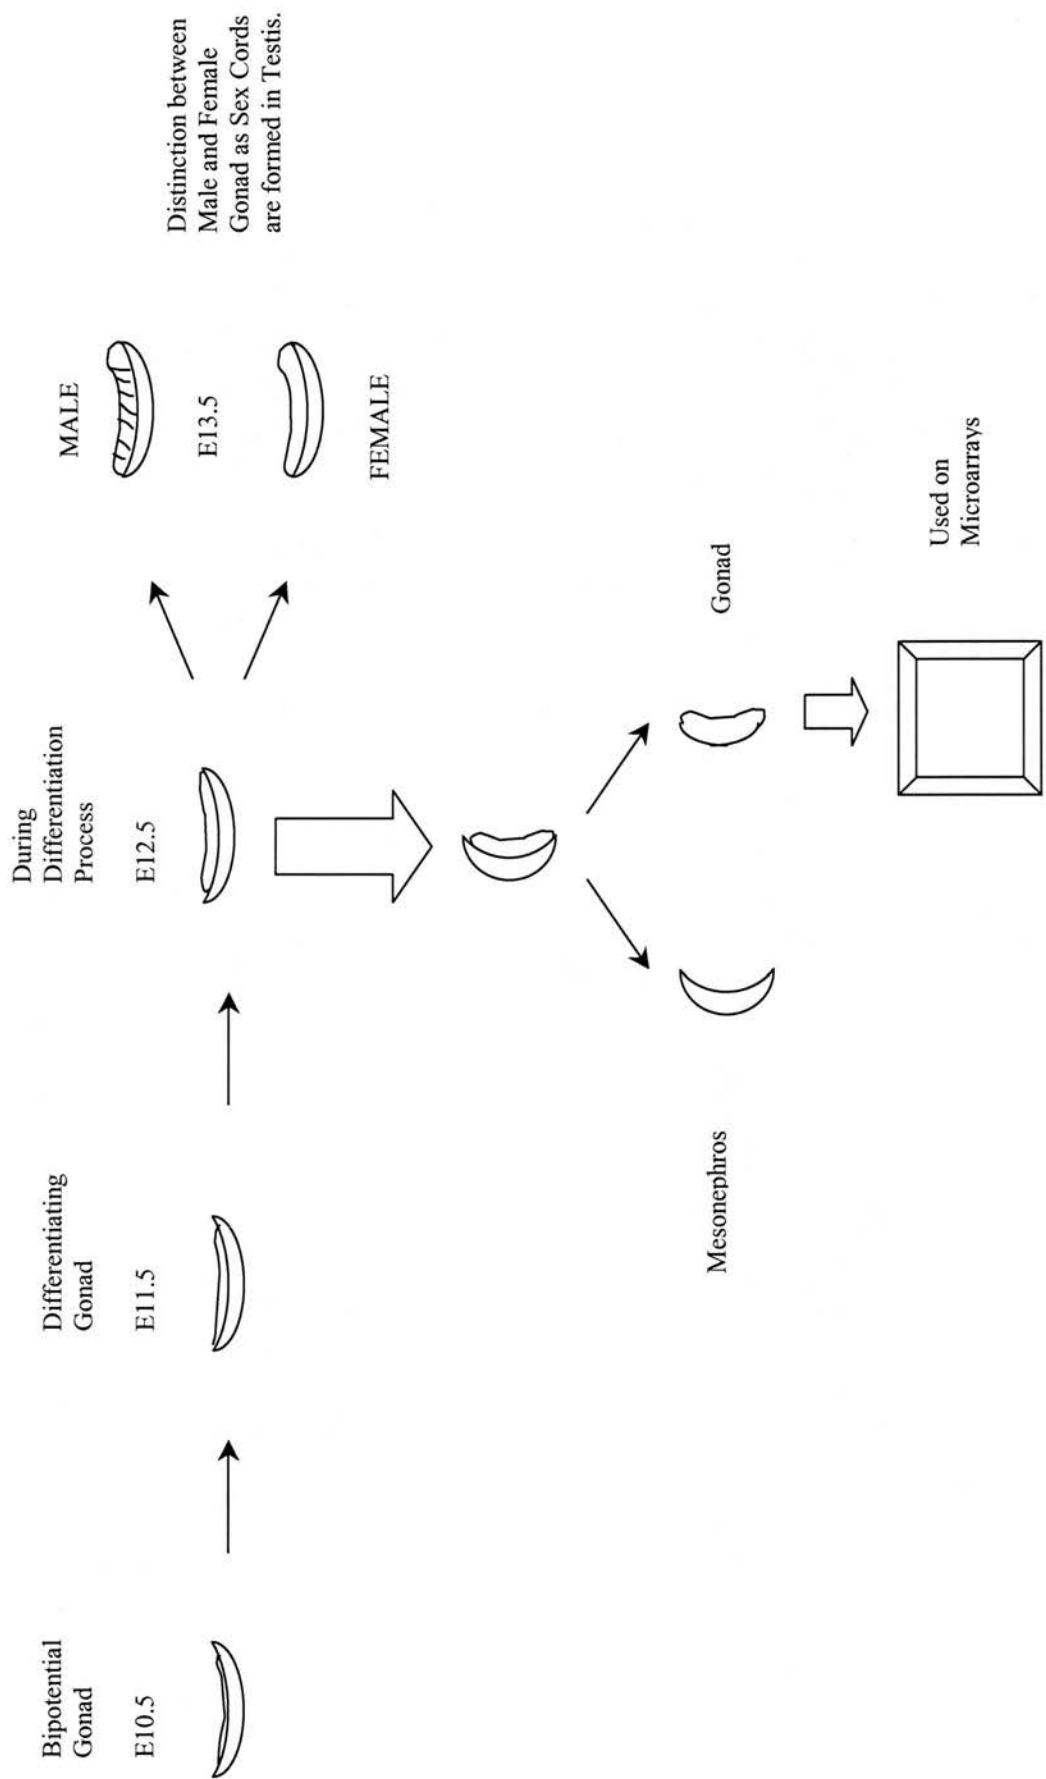 Bipotential
Gonad
E10.5
Differentiating
Gonad
E11.5
During
Differentiation
Process
E12.5
MALE
E13.5
FEMALE
Distinction between
Male and Female
Gonad as Sex Cords
are formed in Testis.
Mesonephros
Gonad
Used on
Microarrays